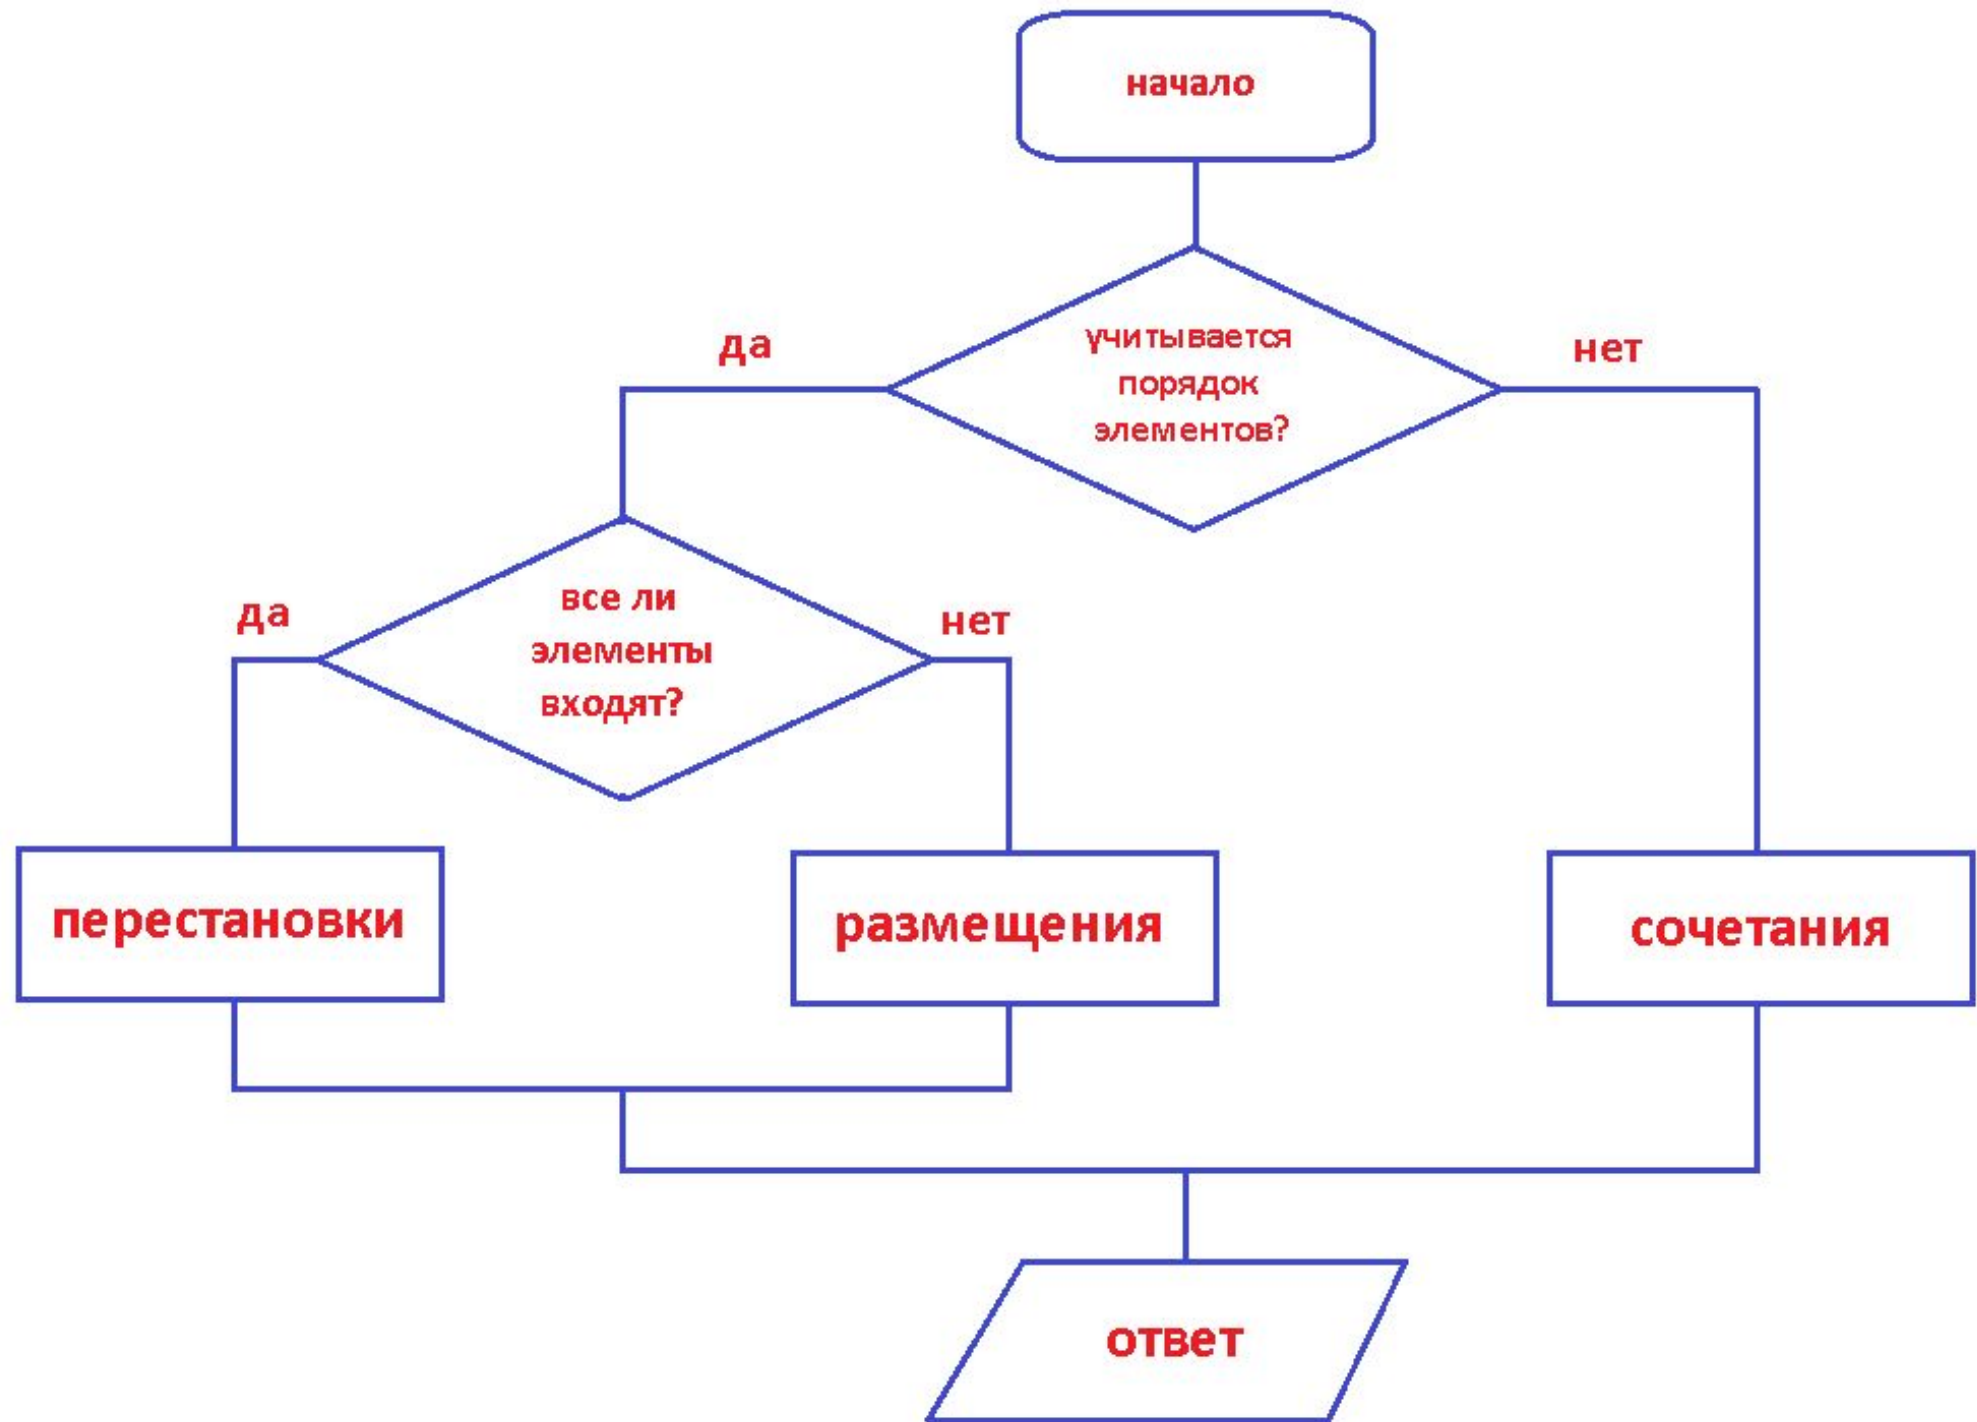 начало
да
учитывается
порядок
элементов?
нет
да
все ли
элементы
входят?
нет
перестановки
размещения
сочетания
ответ